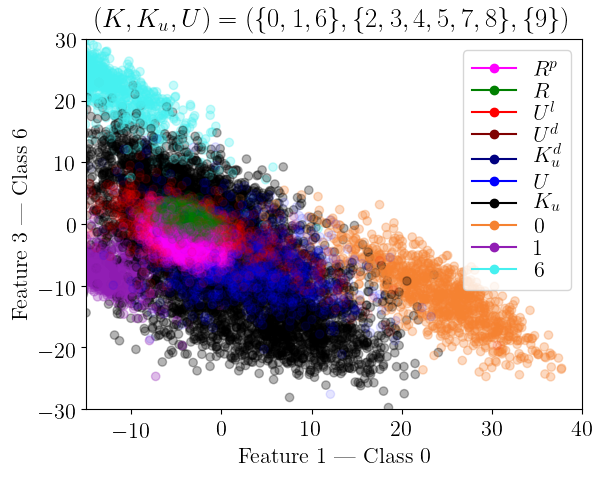 (K, K_u, U) = ({0, 1, 6}, {2, 3, 4, 5, 7, 8}, {9})
30
20
10
0
−10
−20
−30
Feature 3 — Class 6
R^p
R
U^l
U^d
K_u^d
U
K_u
0
1
6
−10
0
10
20
30
40
Feature 1 — Class 0